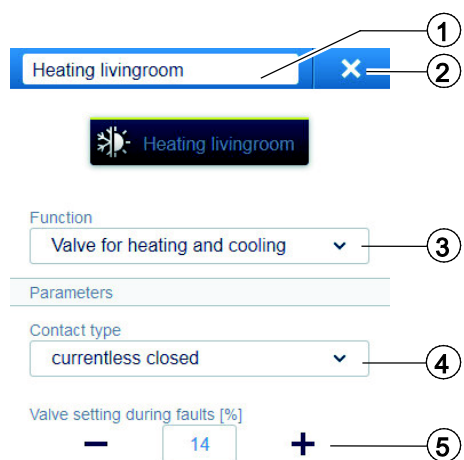 1
Heating livingroom
2
Heating livingroom
Function
Valve for heating and cooling
3
Parameters
Contact type
currentless closed
4
Valve setting during faults [%]
14
5